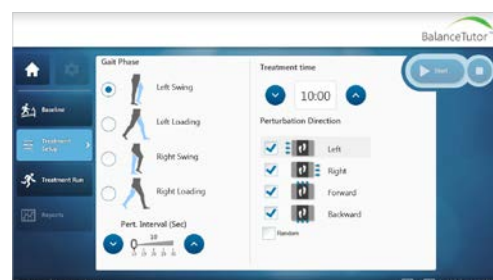 BalanceTutor
Gait Phase
Left Swing
Left Loading
Right Swing
Right Loading
Pert. Interval (Sec)
10
Treatment time
10:00
Perturbation Direction
Left
Right
Forward
Backward
Random
Start
Baseline
Treatment
Setup
Treatment Run
Reports